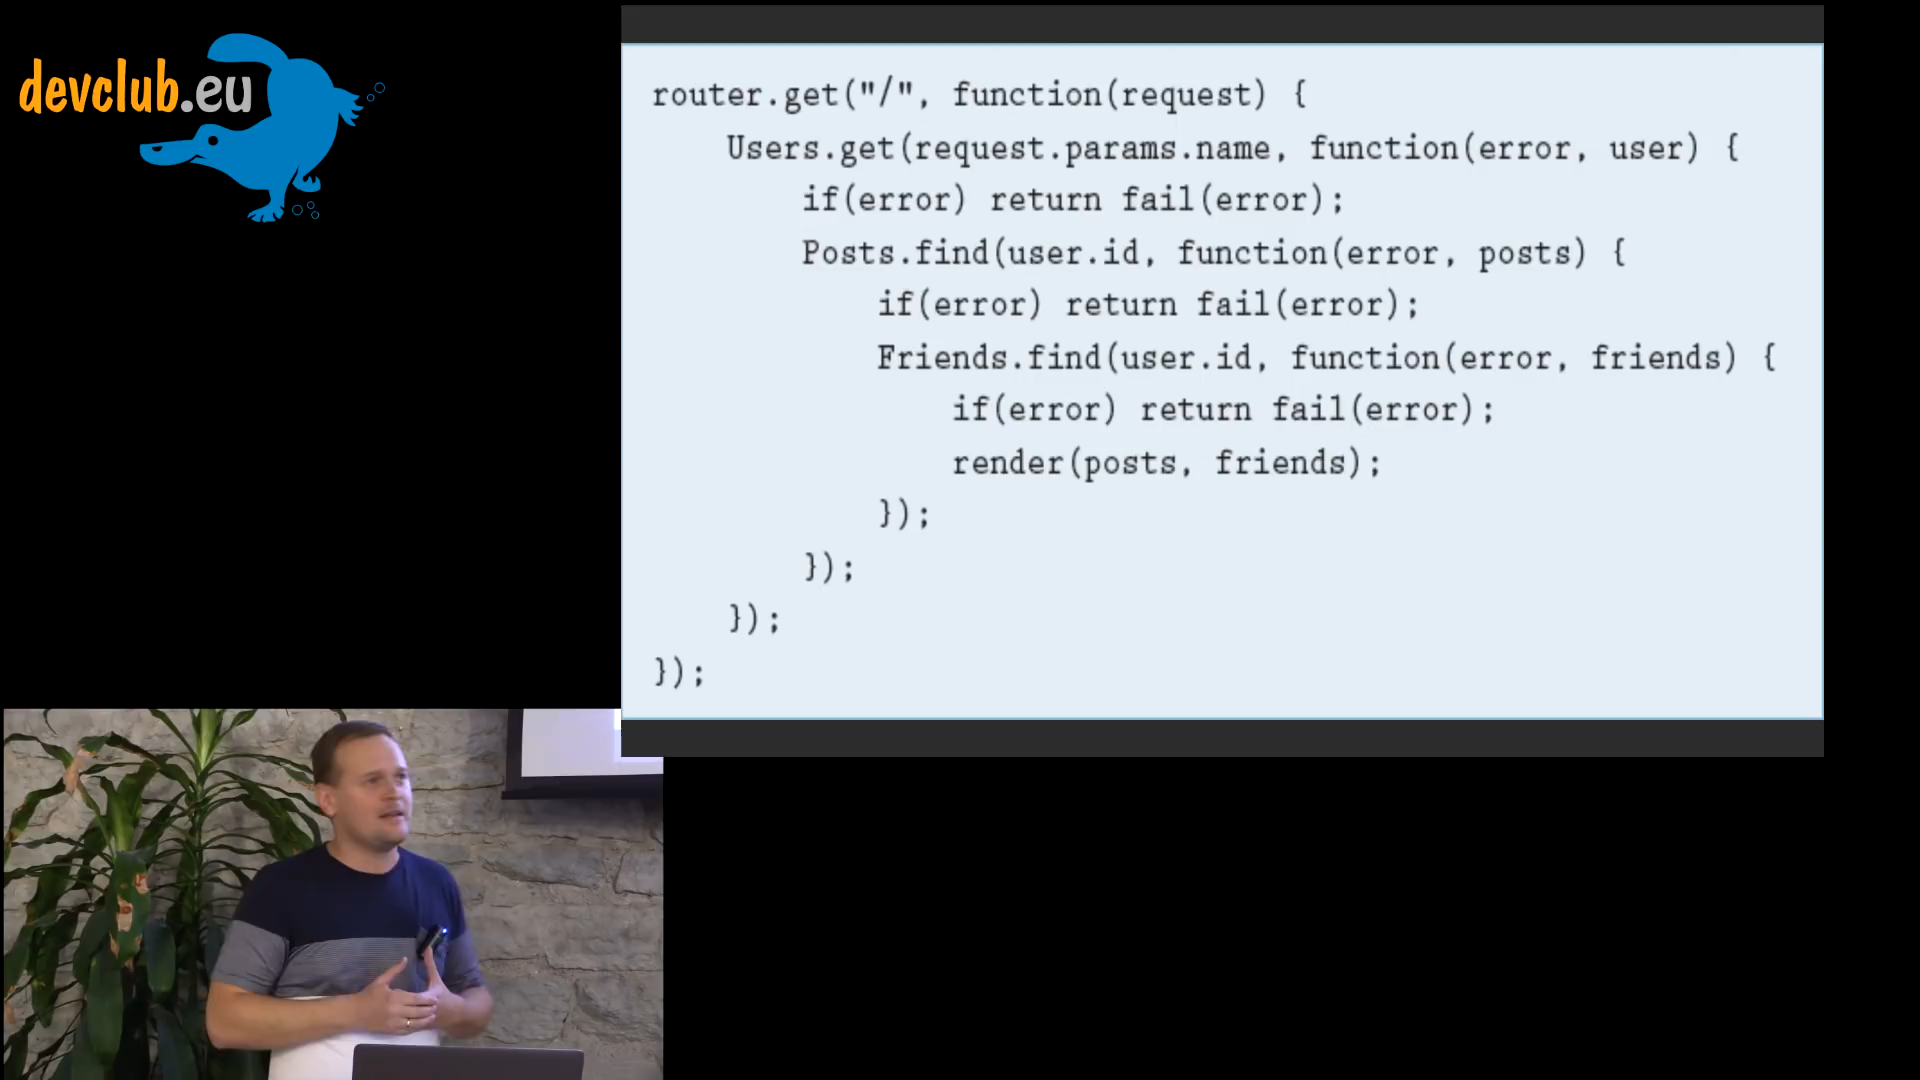 devclub.eu
router.get("/", function(request) {
    Users.get(request.params.name, function(error, user) {
        if(error) return fail(error);
        Posts.find(user.id, function(error, posts) {
            if(error) return fail(error);
            Friends.find(user.id, function(error, friends) {
                if(error) return fail(error);
                render(posts, friends);
            });
        });
    });
});